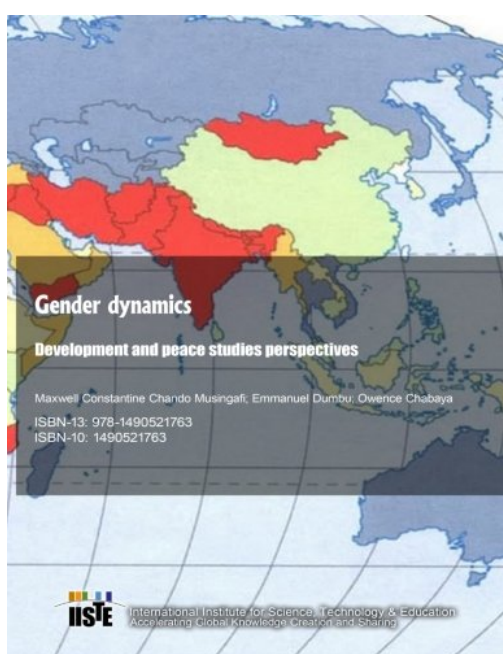 Gender dynamics
Development and peace studies perspectives
Maxwell Constantine Chando Musingafi; Emmanuel Dumbu; Owence Chabaya
ISBN-13: 978-1490521763
ISBN-10: 1490521763
IISTE
International Institute for Science, Technology & Education
Accelerating Global Knowledge Creation and Sharing